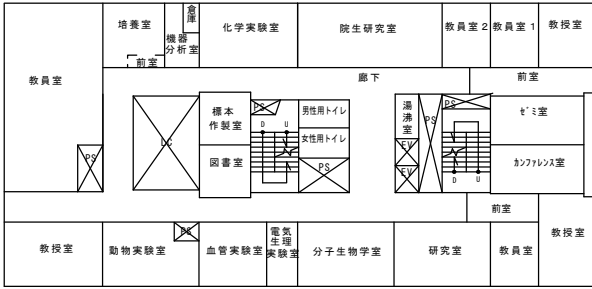 倉庫
培養室
機器
分析室
化学実験室
院生研究室
教員室2
教員室1
教授室
前室
教員室
廊下
前室
標本
作製室
PS
D U
男性用トイレ
女性用トイレ
湯沸室
PS
PS
ゼミ室
LC
図書室
PS
PS
EV
EV
D U
カンファレンス室
前室
教授室
動物実験室
PS
血管実験室
電気
生理
実験室
分子生物学室
研究室
教員室
教授室